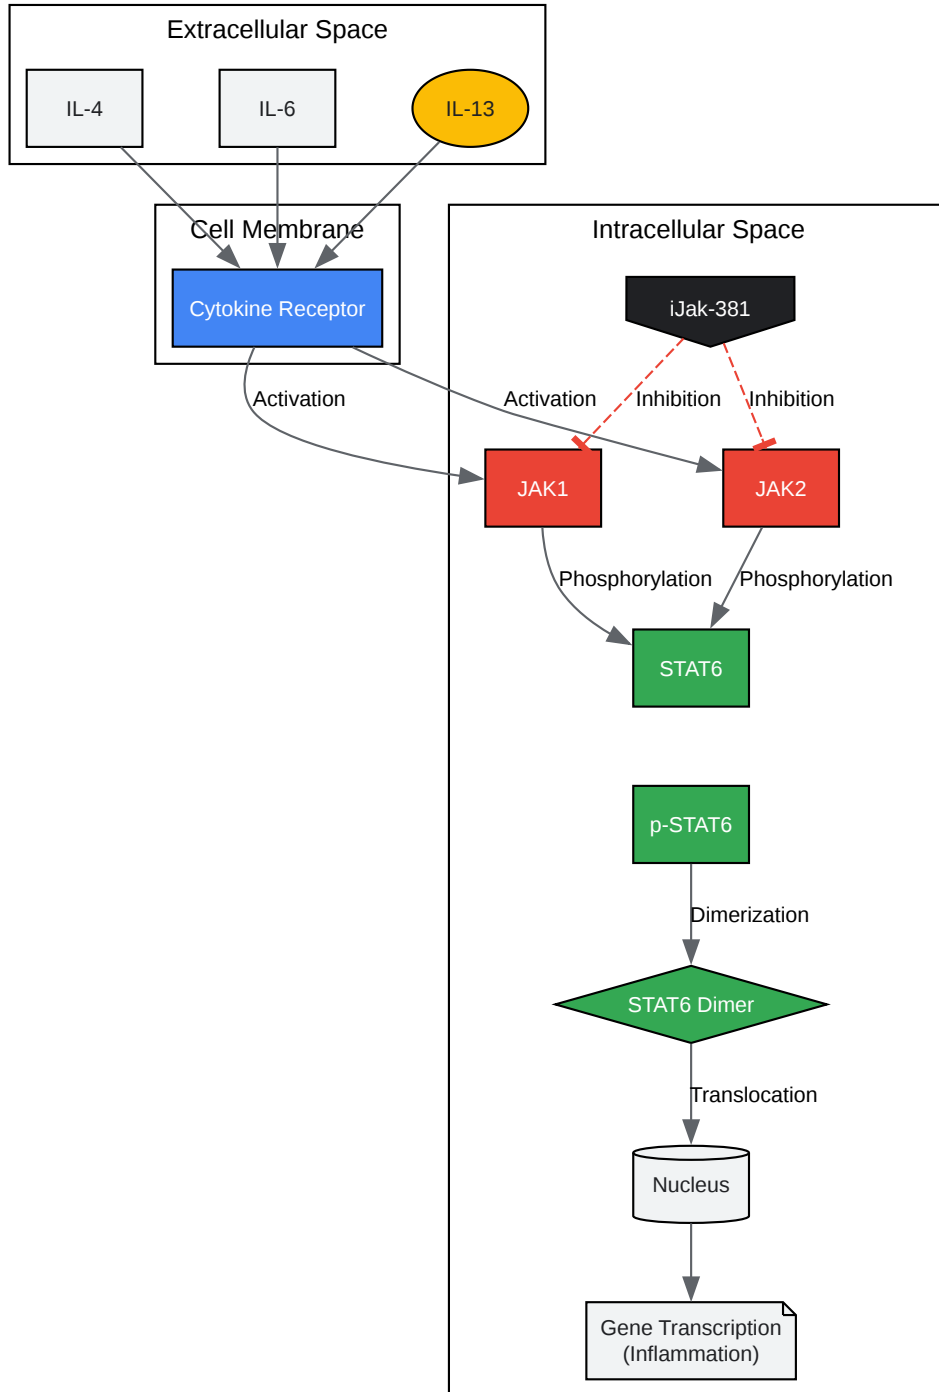 Extracellular Space
IL-4
IL-6
IL-13
Cell Membrane
Cytokine Receptor
Intracellular Space
iJak-381
Activation
Activation
Inhibition
Inhibition
JAK1
JAK2
Phosphorylation
Phosphorylation
STAT6
p-STAT6
Dimerization
STAT6 Dimer
Translocation
Nucleus
Gene Transcription
(Inflammation)